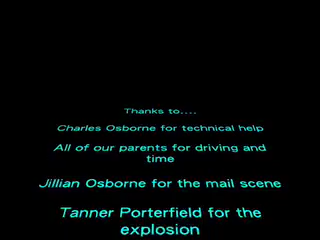 Thanks to....
Charles Osborne for technical help
All of our parents for driving and
time
Jillian Osborne for the mail scene
Tanner Porterfield for the
explosion